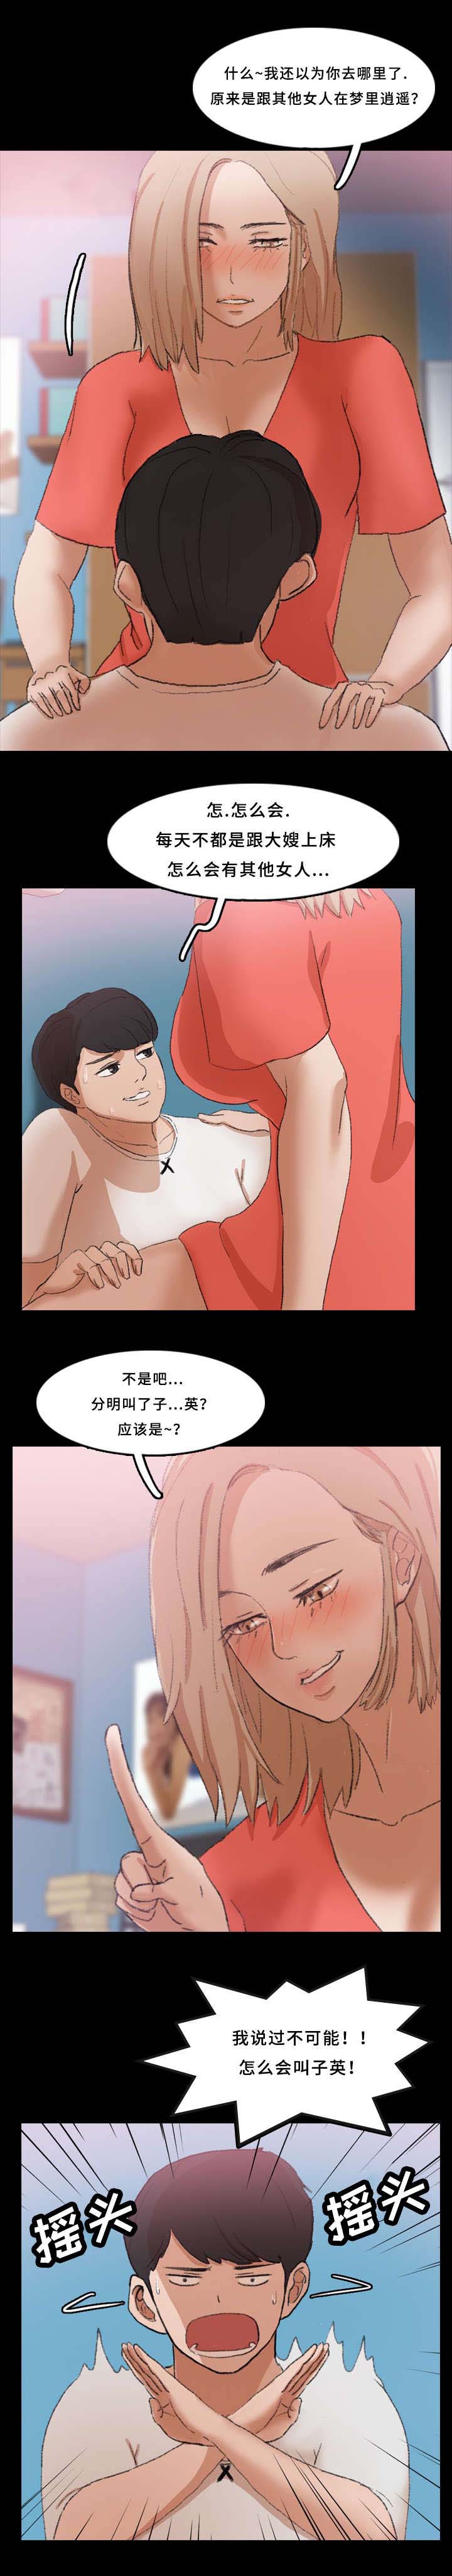 什么~我还以为你去哪里了.
原来是跟其他女人在梦里逍遥?
怎.怎么会.
每天不都是跟大嫂上床
怎么会有其他女人...
不是吧...
分明叫了子...英?
应该是~?
我说过不可能！！
怎么会叫子英！
摇头
摇头